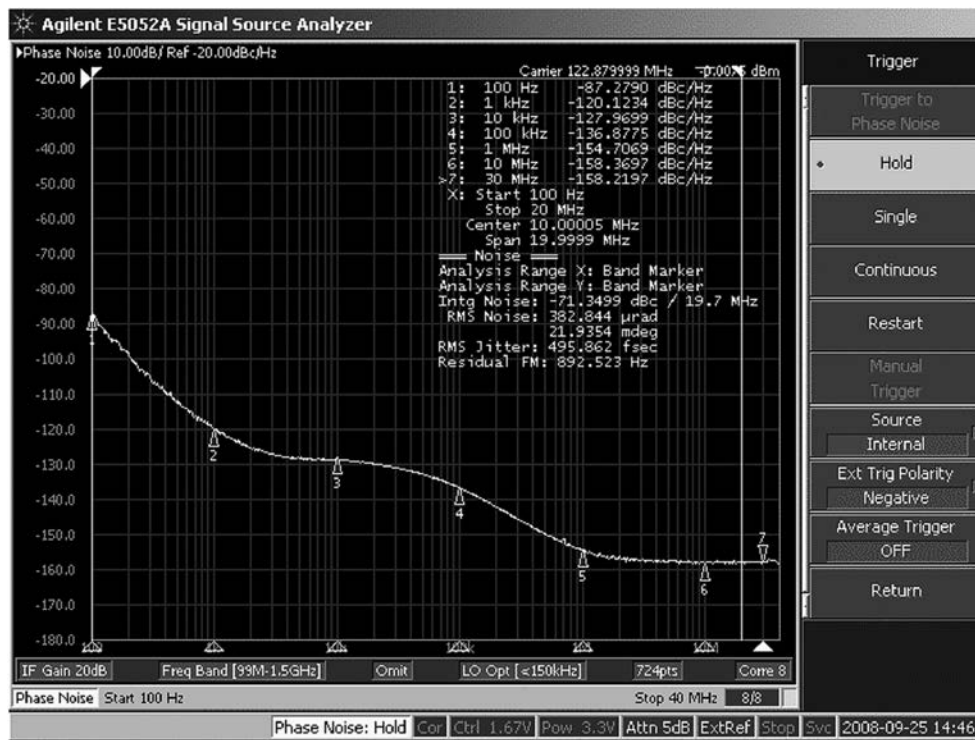 Agilent E5052A Signal Source Analyzer
▶Phase Noise 10.00dB/ Ref -20.00dBc/Hz
Carrier 122.879999 MHz dBm
1: 100 Hz -87.2790 dBc/Hz
2: 1 kHz -120.1234 dBc/Hz
3: 10 kHz -127.9699 dBc/Hz
4: 100 kHz -136.8775 dBc/Hz
5: 1 MHz -154.7069 dBc/Hz
6: 10 MHz -158.3697 dBc/Hz
>7: 30 MHz -158.2197 dBc/Hz
X: Start 100 Hz
Stop 20 MHz
Center 10.00005 MHz
Span 19.9999 MHz
=== Noise ===
Analysis Range X: Band Marker
Analysis Range Y: Band Marker
Intg Noise: -71.3499 dBc / 19.7 MHz
RMS Noise: 382.844 µrad
21.9354 mdeg
RMS Jitter: 495.862 fsec
Residual FM: 892.523 Hz
-20.00
-30.00
-40.00
-50.00
-60.00
-70.00
-80.00
-90.00
-100.0
-110.0
-120.0
-130.0
-140.0
-150.0
-160.0
-170.0
-180.0
1
2
3
4
5
6
7
IF Gain 20dB
Freq Band [99M-1.5GHz]
Omit
LO Opt [<150kHz]
724pts
Corre 8
Phase Noise Start 100 Hz
Stop 40 MHz
8/8
Phase Noise: Hold
Cor
Ctrl 1.67V
Pow 3.3V
Attn 5dB
ExtRef
Stop
Svc
2008-09-25 14:46
Trigger
Trigger to
Phase Noise
Hold
Single
Continuous
Restart
Manual
Trigger
Source
Internal
Ext Trig Polarity
Negative
Average Trigger
OFF
Return